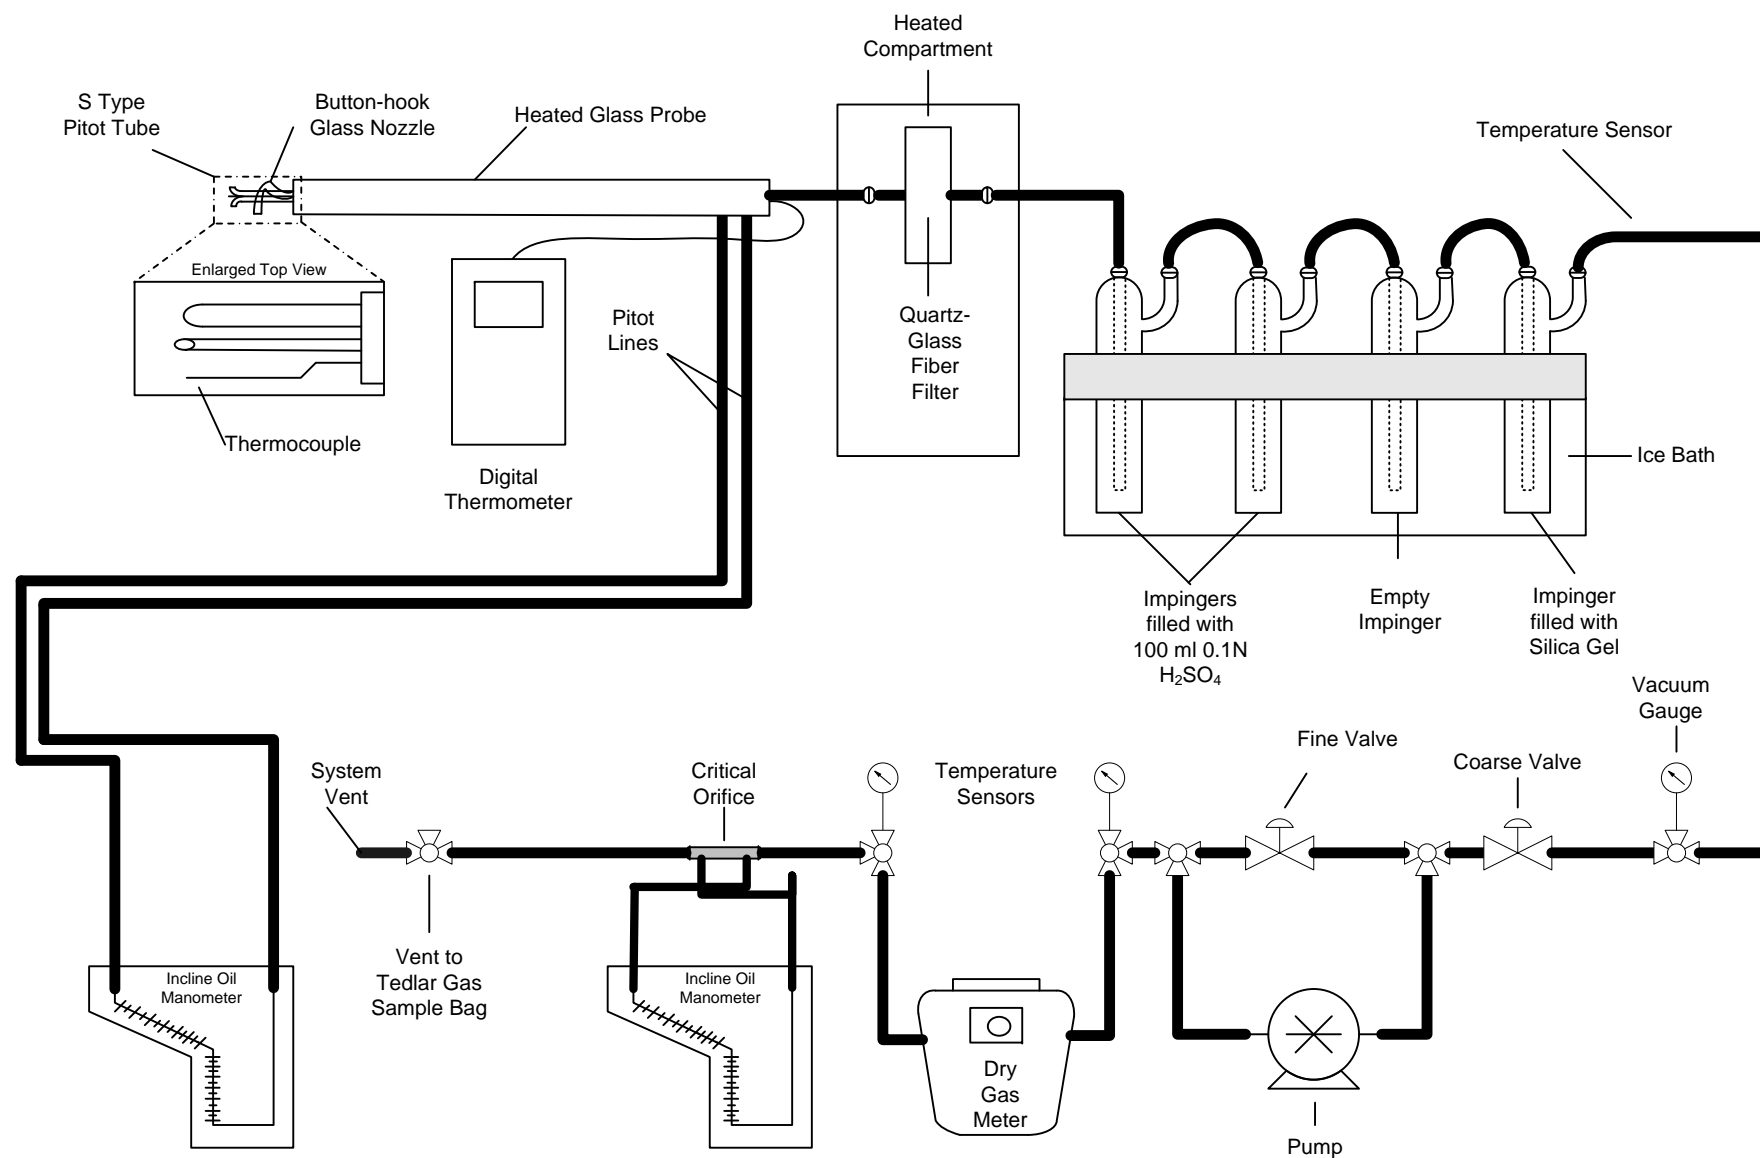 Heated
Compartment
S Type
Pitot Tube
Button-hook
Glass Nozzle
Heated Glass Probe
Temperature Sensor
Enlarged Top View
Pitot
Lines
Quartz-
Glass
Fiber
Filter
Thermocouple
Digital
Thermometer
Ice Bath
Impingers
filled with
100 ml 0.1N
H₂SO₄
Empty
Impinger
Impinger
filled with
Silica Gel
Vacuum
Gauge
Fine Valve
Coarse Valve
System
Vent
Critical
Orifice
Temperature
Sensors
Vent to
Tedlar Gas
Sample Bag
Incline Oil
Manometer
Incline Oil
Manometer
Dry
Gas
Meter
Pump